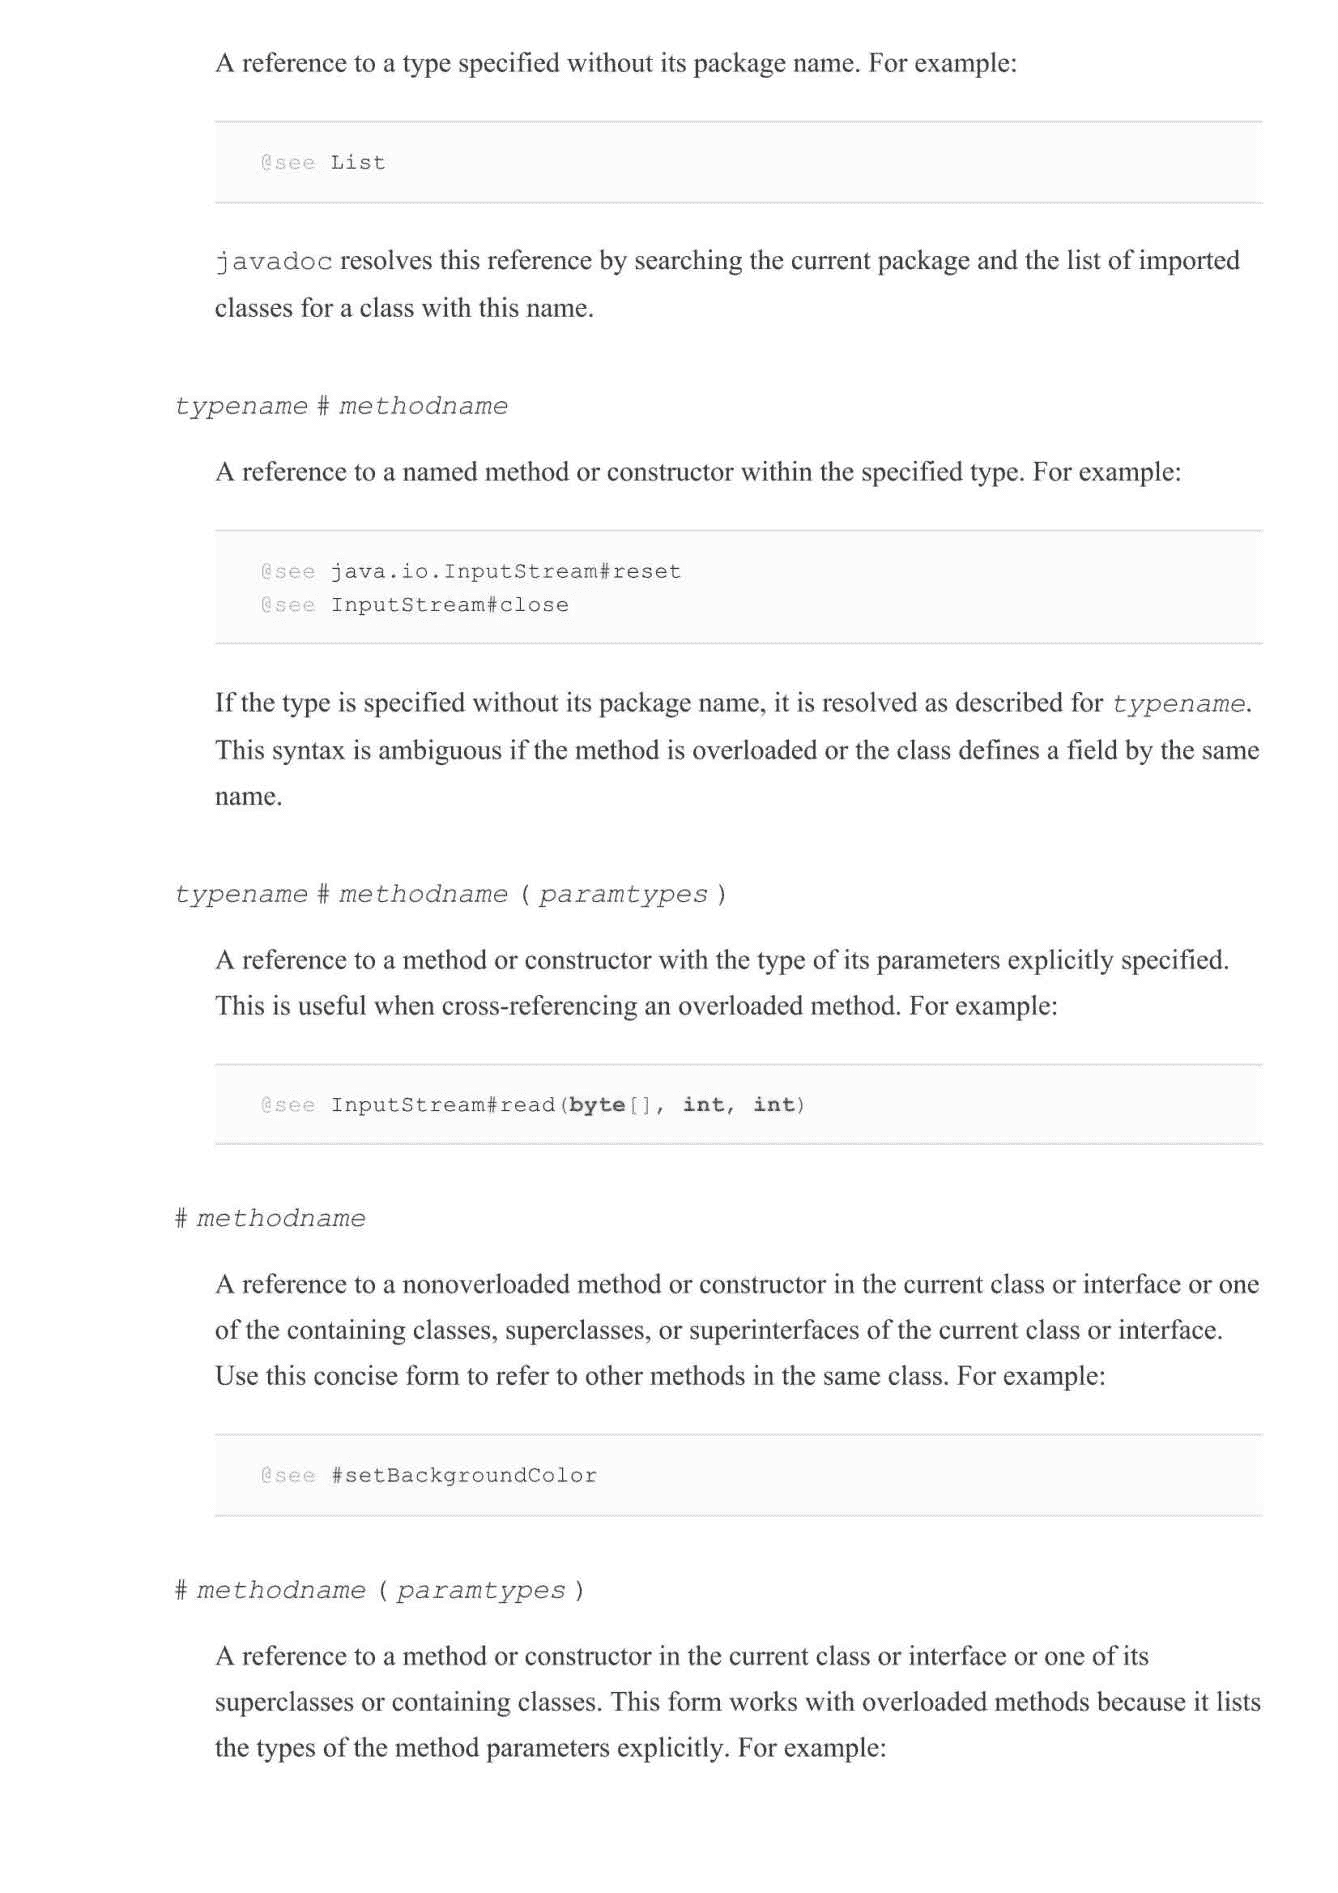 A reference to a type specified without its package name. For example:
@see List
javadoc resolves this reference by searching the current package and the list of imported
classes for a class with this name.
typename # methodname
A reference to a named method or constructor within the specified type. For example:
@see java.io.InputStream#reset
@see InputStream#close
If the type is specified without its package name, it is resolved as described for typename.
This syntax is ambiguous if the method is overloaded or the class defines a field by the same
name.
typename # methodname ( paramtypes )
A reference to a method or constructor with the type of its parameters explicitly specified.
This is useful when cross-referencing an overloaded method. For example:
@see InputStream#read(byte[], int, int)
# methodname
A reference to a nonoverloaded method or constructor in the current class or interface or one
of the containing classes, superclasses, or superinterfaces of the current class or interface.
Use this concise form to refer to other methods in the same class. For example:
@see #setBackgroundColor
# methodname ( paramtypes )
A reference to a method or constructor in the current class or interface or one of its
superclasses or containing classes. This form works with overloaded methods because it lists
the types of the method parameters explicitly. For example: